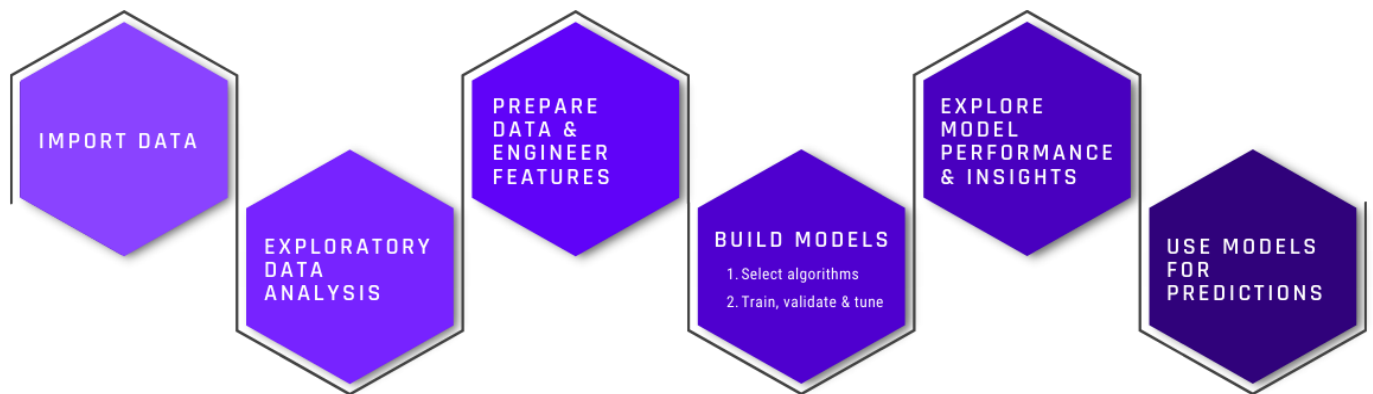 IMPORT DATA
EXPLORATORY
DATA
ANALYSIS
PREPARE
DATA &
ENGINEER
FEATURES
BUILD MODELS
1. Select algorithms
2. Train, validate & tune
EXPLORE
MODEL
PERFORMANCE
& INSIGHTS
USE MODELS
FOR
PREDICTIONS